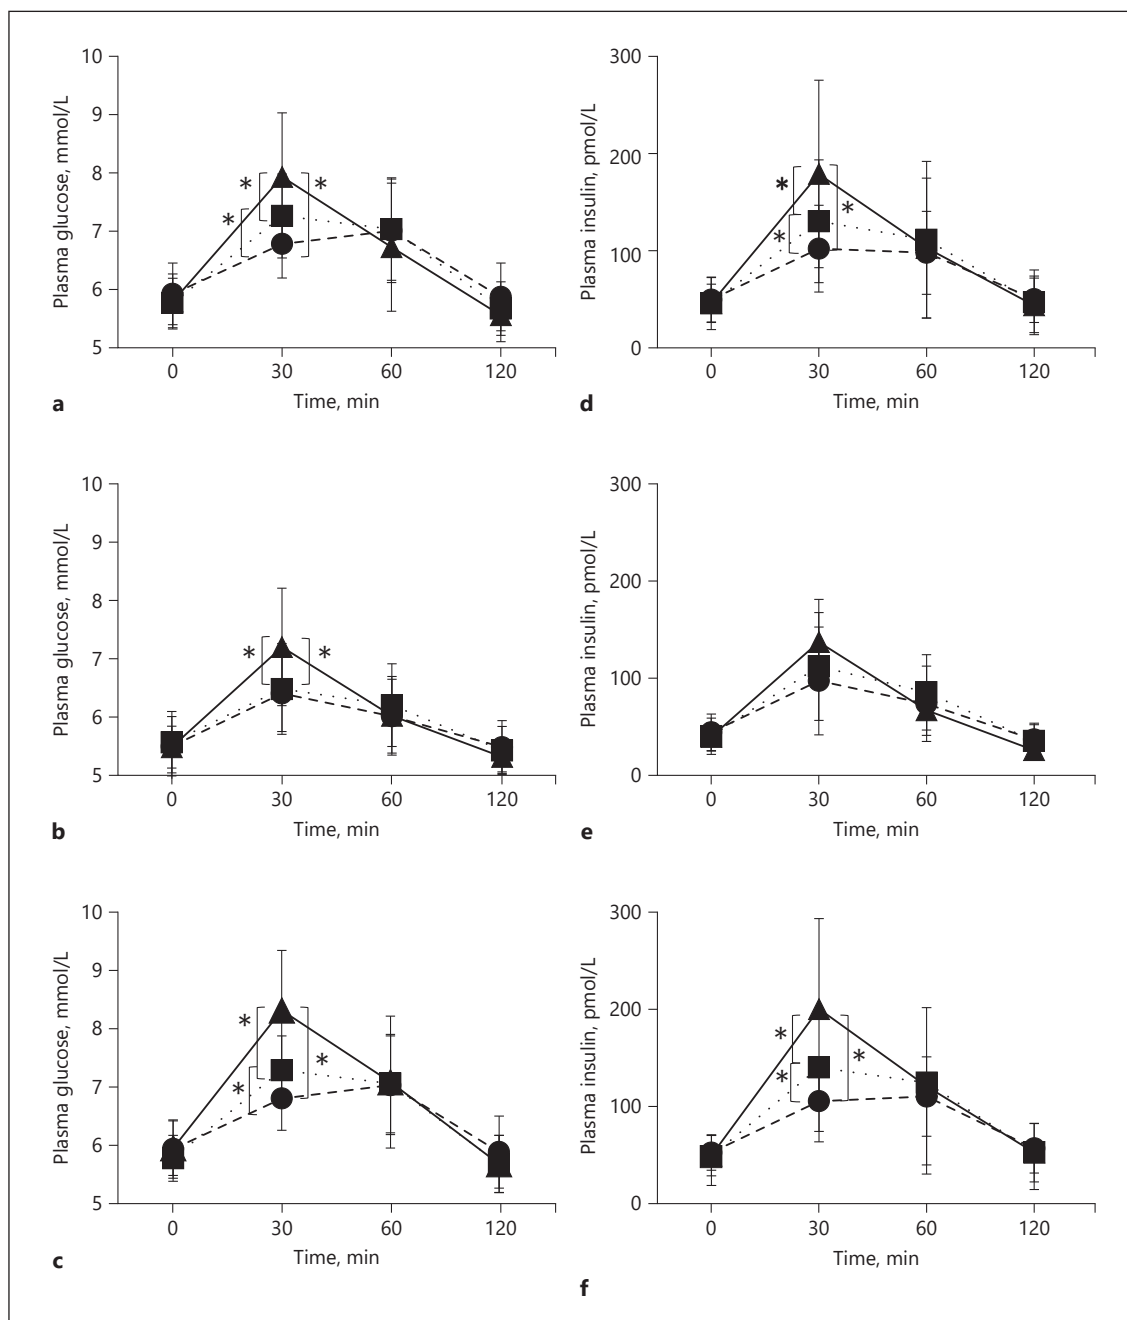 10
9
8
7
6
5
Plasma glucose, mmol/L
* *
*
0 30 60 120
Time, min
a
300
200
100
0
Plasma insulin, pmol/L
*
*
*
0 30 60 120
Time, min
d
10
9
8
7
6
5
Plasma glucose, mmol/L
* *
0 30 60 120
Time, min
b
300
200
100
0
Plasma insulin, pmol/L
0 30 60 120
Time, min
e
10
9
8
7
6
5
Plasma glucose, mmol/L
*
*
*
0 30 60 120
Time, min
c
300
200
100
0
Plasma insulin, pmol/L
*
*
*
0 30 60 120
Time, min
f